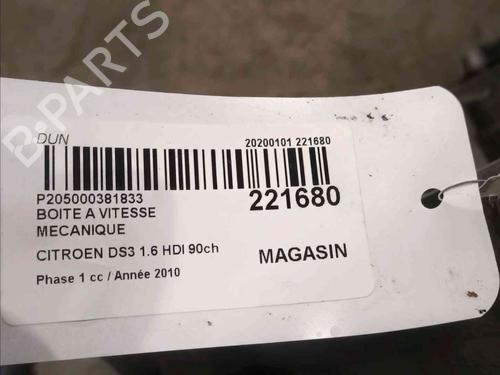 DUN
20200101 221680
P205000381833
BOITE A VITESSE
MECANIQUE
221680
CITROEN DS3 1.6 HDI 90ch
MAGASIN
Phase 1 cc / Année 2010
B-PARTS